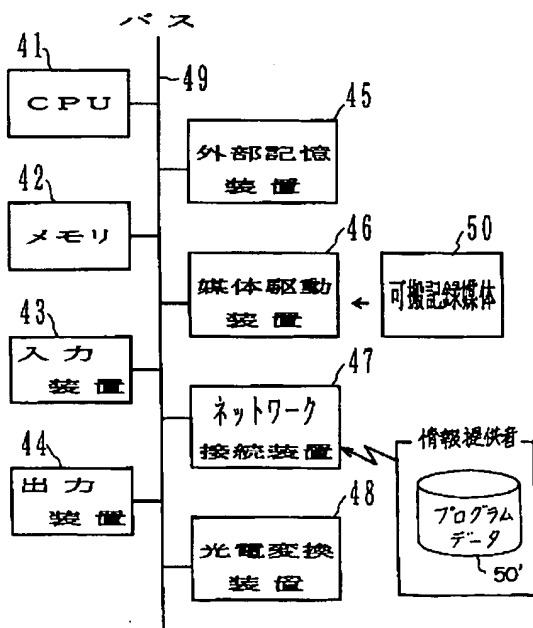 バス
41
49
CPU
45
外部記憶
装置
42
メモリ
46
50
媒体駆動
装置
可搬記録媒体
43
入力
装置
47
ネットワーク
接続装置
情報提供者
44
出力
装置
48
プログラム
データ
50'
光電変換
装置